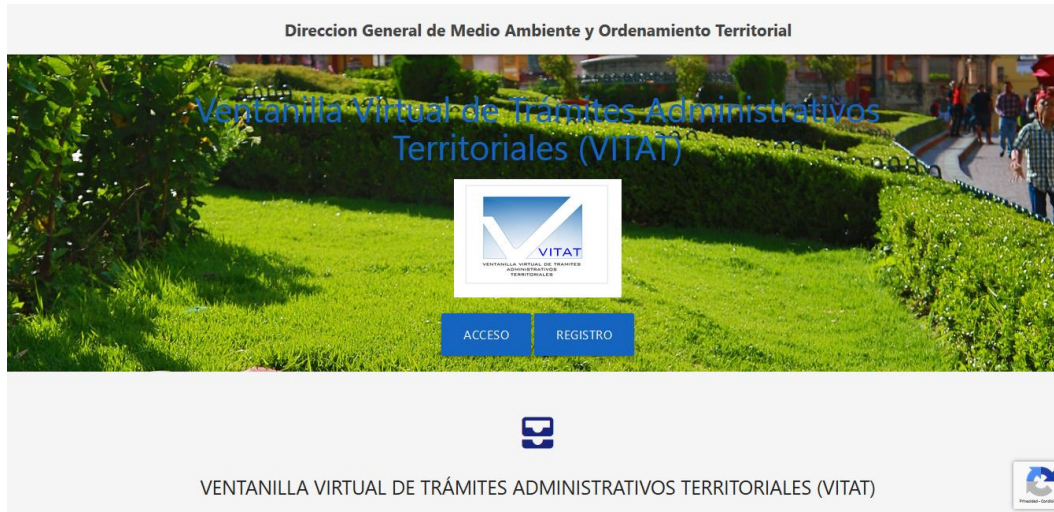 Direccion General de Medio Ambiente y Ordenamiento Territorial
Ventanilla Virtual de Trámites Administrativos
Territoriales (VITAT)
VITAT
VENTANILLA VIRTUAL DE TRAMITES
ADMINISTRATIVOS
TERRITORIALES
ACCESO
REGISTRO
VENTANILLA VIRTUAL DE TRÁMITES ADMINISTRATIVOS TERRITORIALES (VITAT)